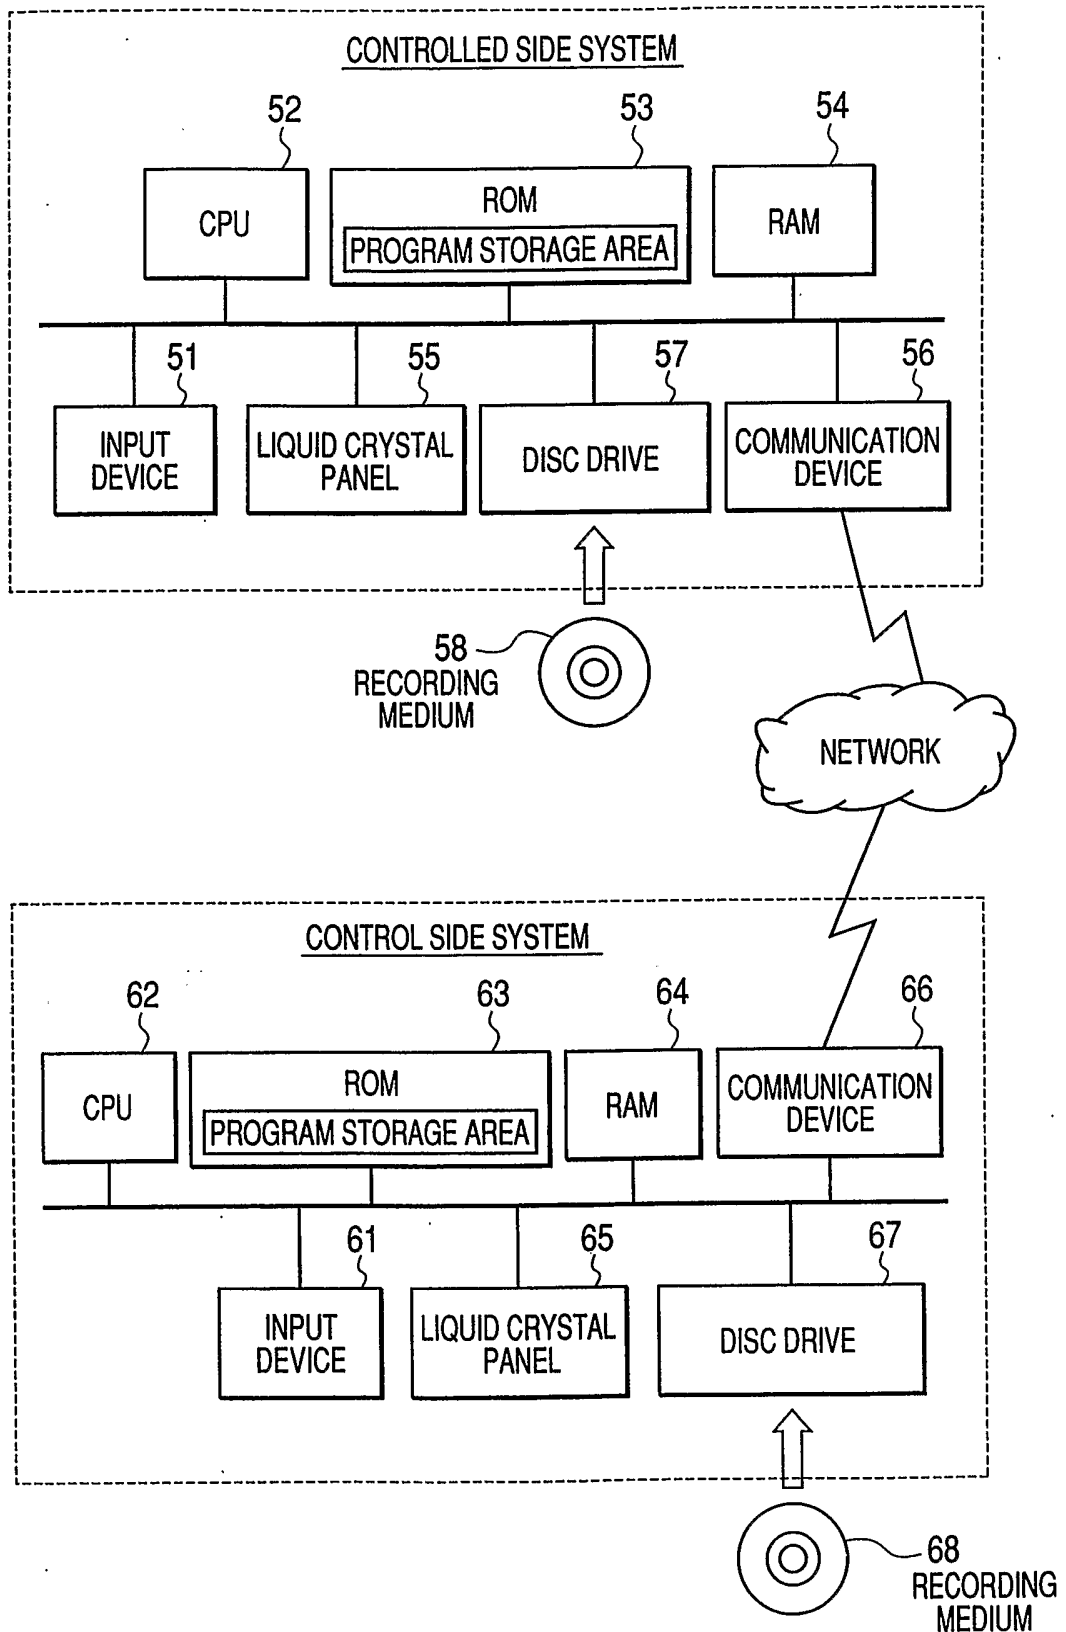 CONTROLLED SIDE SYSTEM
52
53
54
CPU
ROM
PROGRAM STORAGE AREA
RAM
51
55
57
56
INPUT
DEVICE
LIQUID CRYSTAL
PANEL
DISC DRIVE
COMMUNICATION
DEVICE
58
RECORDING
MEDIUM
NETWORK
CONTROL SIDE SYSTEM
62
63
64
66
CPU
ROM
PROGRAM STORAGE AREA
RAM
COMMUNICATION
DEVICE
61
65
67
INPUT
DEVICE
LIQUID CRYSTAL
PANEL
DISC DRIVE
68
RECORDING
MEDIUM